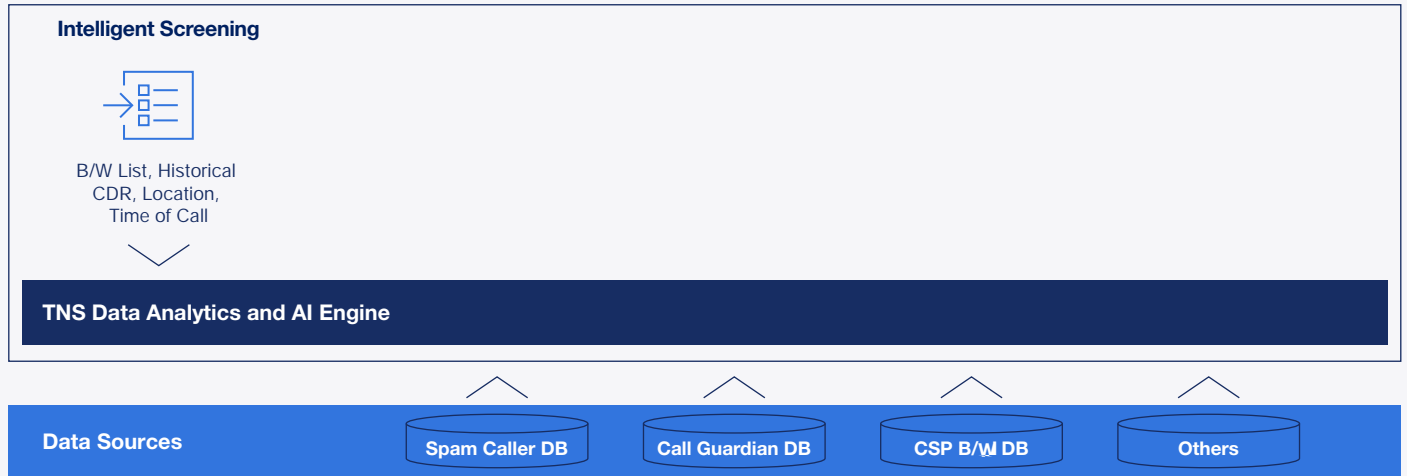 Intelligent Screening
B/W List, Historical
CDR, Location,
Time of Call
TNS Data Analytics and AI Engine
Data Sources
Spam Caller DB
Call Guardian DB
CSP B/W DB
Others